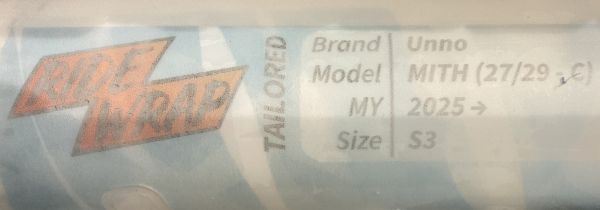 RIDE
WRAP
TAILORED
Brand Unno
Model MITH (27/29 - C)
MY 2025 →
Size S3